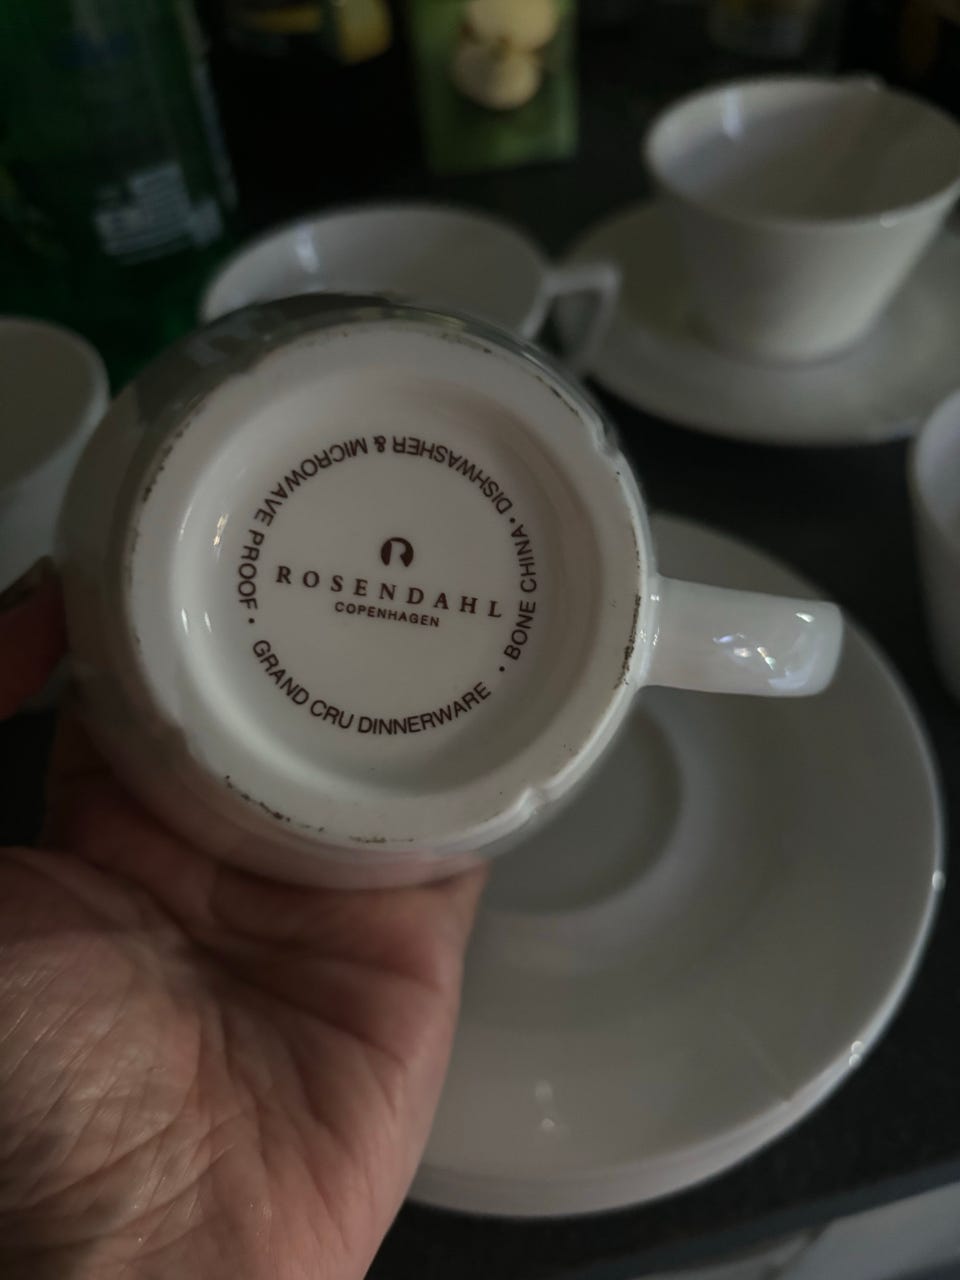 ROSENDAHL
COPENHAGEN
GRAND CRU DINNERWARE • BONE CHINA • DISHWASHER & MICROWAVE PROOF •